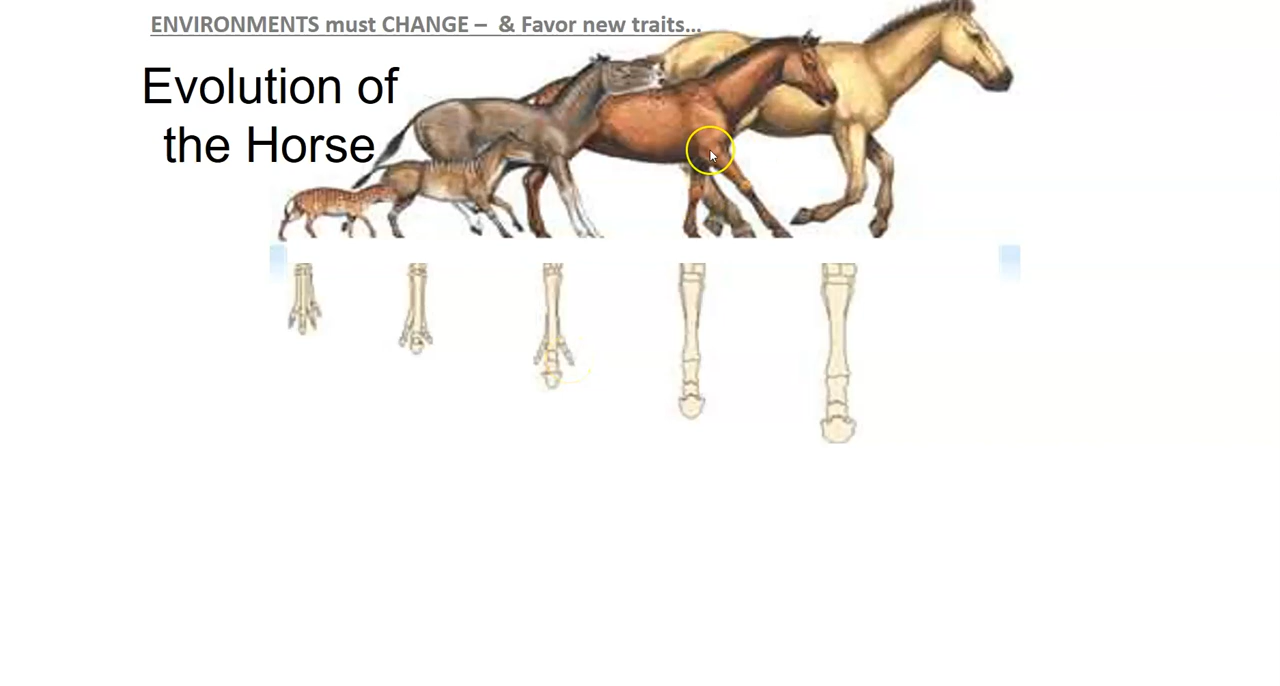 ENVIRONMENTS must CHANGE – & Favor new traits…
Evolution of
the Horse